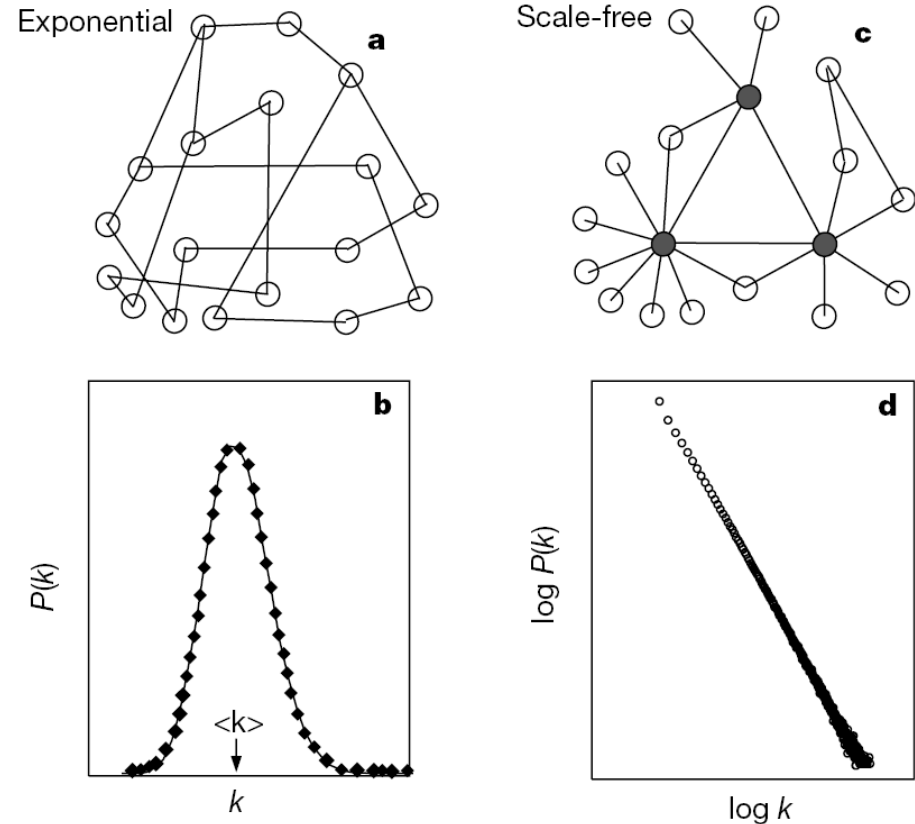 Exponential
a
Scale-free
c
b
P(k)
<k>
k
d
log P(k)
log k